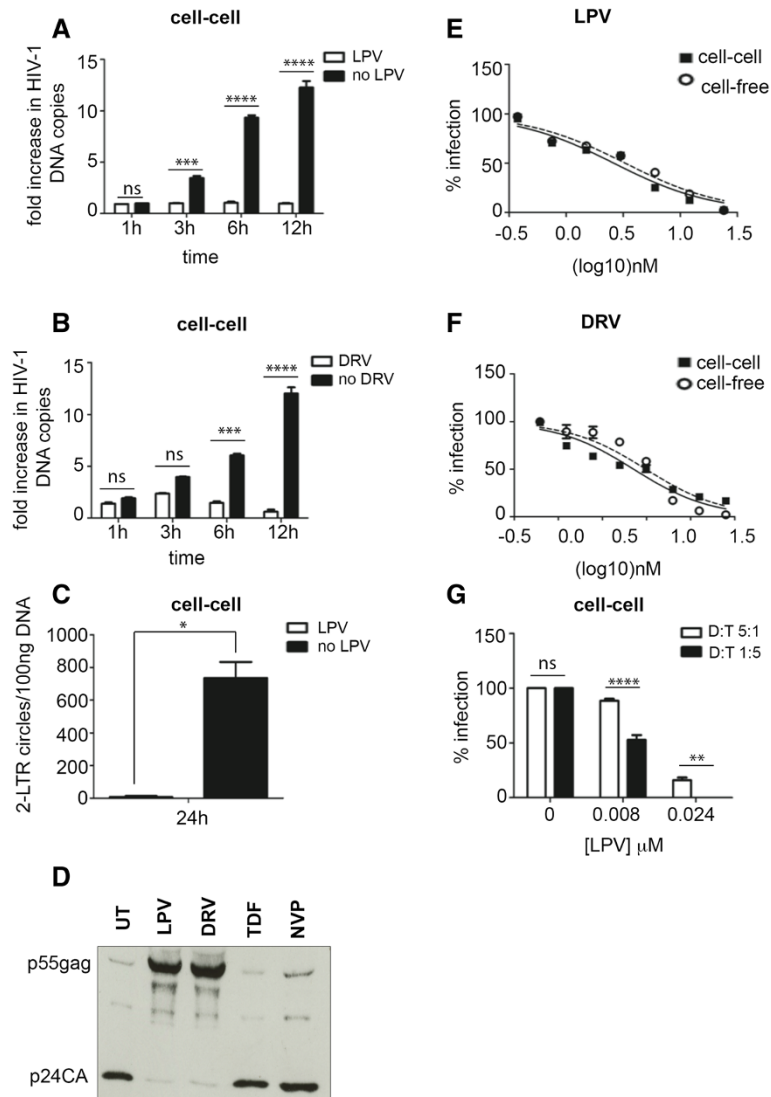 A
cell-cell
LPV
no LPV
fold increase in HIV-1
DNA copies
15
10
5
0
ns
***
****
****
1h 3h 6h 12h
time
B
cell-cell
DRV
no DRV
fold increase in HIV-1
DNA copies
15
10
5
0
ns
ns
***
****
1h 3h 6h 12h
time
C
cell-cell
LPV
no LPV
2-LTR circles/100ng DNA
1000
800
600
400
200
0
*
24h
D
UT LPV DRV TDF NVP
p55gag
p24CA
E
LPV
cell-cell
cell-free
% infection
150
100
50
0
-0.5 0.0 0.5 1.0 1.5
(log10)nM
F
DRV
cell-cell
cell-free
% infection
150
100
50
0
-0.5 0.0 0.5 1.0 1.5
(log10)nM
G
cell-cell
D:T 5:1
D:T 1:5
% infection
150
100
50
0
ns
****
**
0 0.008 0.024
[LPV] μM